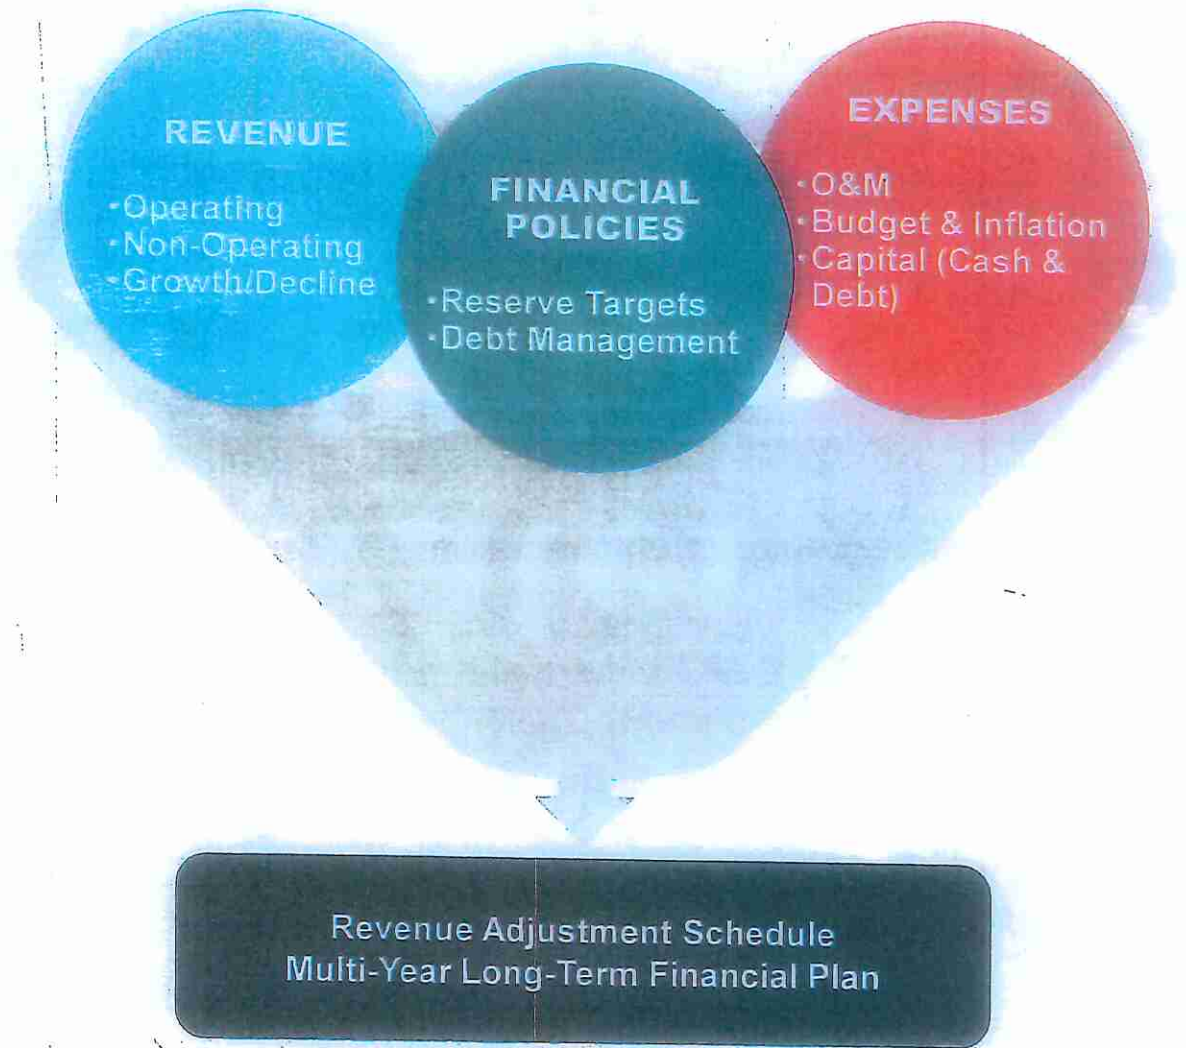 REVENUE
•Operating
•Non-Operating
•Growth/Decline
FINANCIAL
POLICIES
•Reserve Targets
•Debt Management
EXPENSES
•O&M
•Budget & Inflation
•Capital (Cash &
Debt)
Revenue Adjustment Schedule
Multi-Year Long-Term Financial Plan